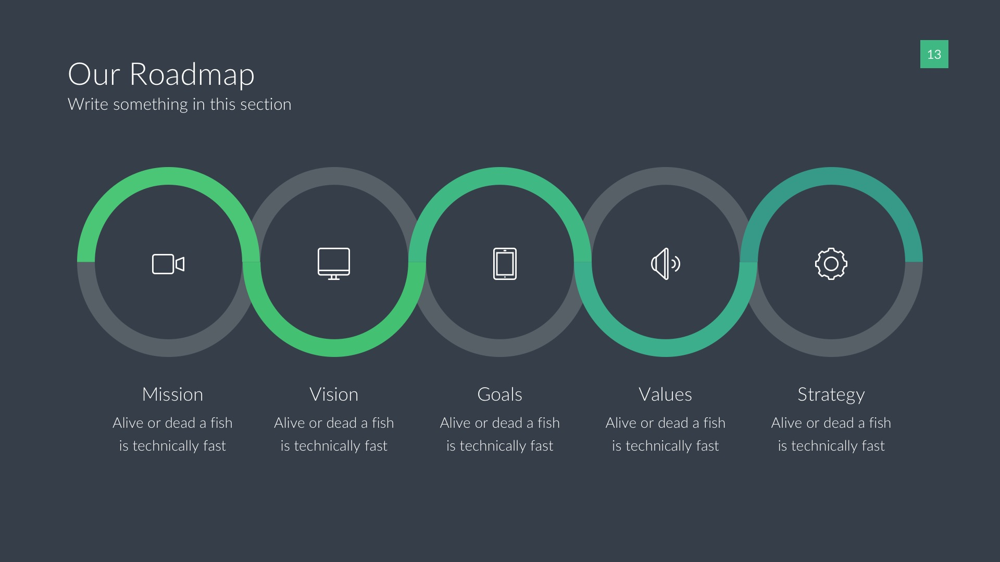 13
Our Roadmap
Write something in this section
Mission
Alive or dead a fish
is technically fast
Vision
Alive or dead a fish
is technically fast
Goals
Alive or dead a fish
is technically fast
Values
Alive or dead a fish
is technically fast
Strategy
Alive or dead a fish
is technically fast